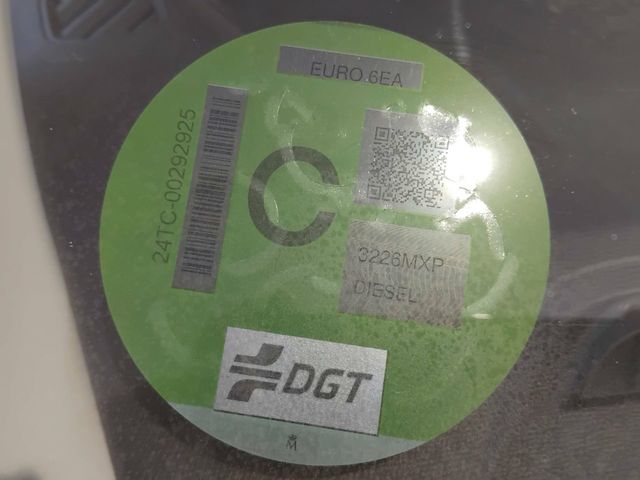 EURO 6EA
24TC-00292925
C
3226MXP
DIESEL
DGT
M